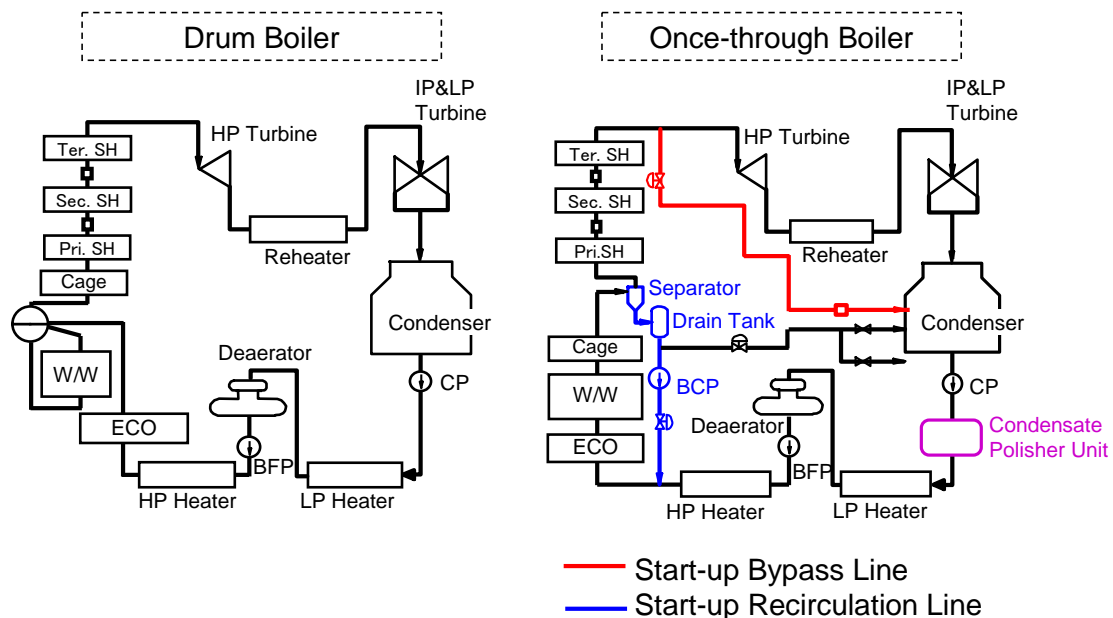 Drum Boiler
IP&LP
Turbine
HP Turbine
Ter. SH
Sec. SH
Pri. SH
Reheater
Cage
Condenser
Deaerator
W/W
CP
ECO
BFP
HP Heater
LP Heater
Once-through Boiler
IP&LP
Turbine
HP Turbine
Ter. SH
Sec. SH
Pri.SH
Reheater
Separator
Drain Tank
Condenser
Cage
BCP
CP
W/W
Deaerator
Condensate
Polisher Unit
ECO
BFP
HP Heater
LP Heater
Start-up Bypass Line
Start-up Recirculation Line